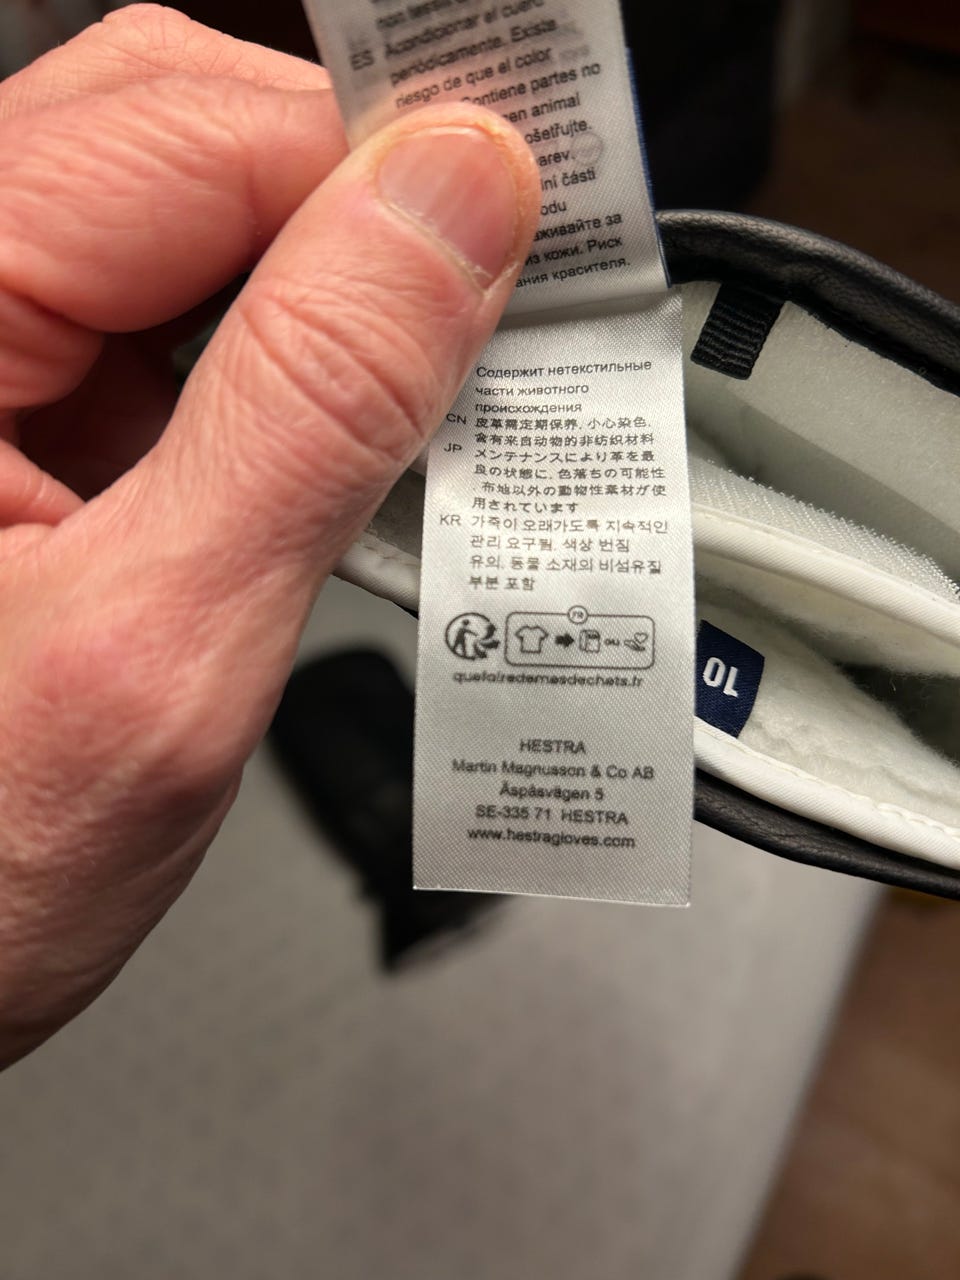 ES Acondicionar el cuero
periódicamente. Existe
riesgo de que el color
Contiene partes no
animal
ošetřujte.
části
из кожи. Риск
красителя.
Содержит нетекстильные
части животного
происхождения
CN 皮革需定期保养. 小心染色.
含有来自动物的非纺织材料
JP メンテナンスにより革を最
良の状態に. 色落ちの可能性
. 布地以外の動物性素材が使
用されています
KR 가죽이 오래가도록 지속적인
관리 요구됨. 색상 번짐
유의. 동물 소재의 비섬유질
부분 포함
FR
OU
quefairedemesdechets.fr
HESTRA
Martin Magnusson & Co AB
Äspåsvägen 5
SE-335 71 HESTRA
www.hestragloves.com
10